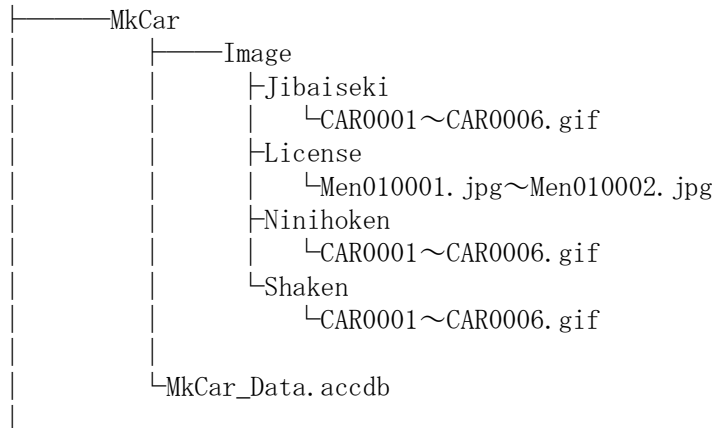 ├─────MkCar
│ ├────Image
│ │ ├─Jibaiseki
│ │ │ └CAR0001～CAR0006.gif
│ │ ├─License
│ │ │ └Men010001.jpg～Men010002.jpg
│ │ ├─Ninihoken
│ │ │ └CAR0001～CAR0006.gif
│ │ └Shaken
│ │ └CAR0001～CAR0006.gif
│ │
│ └MkCar_Data.accdb
│